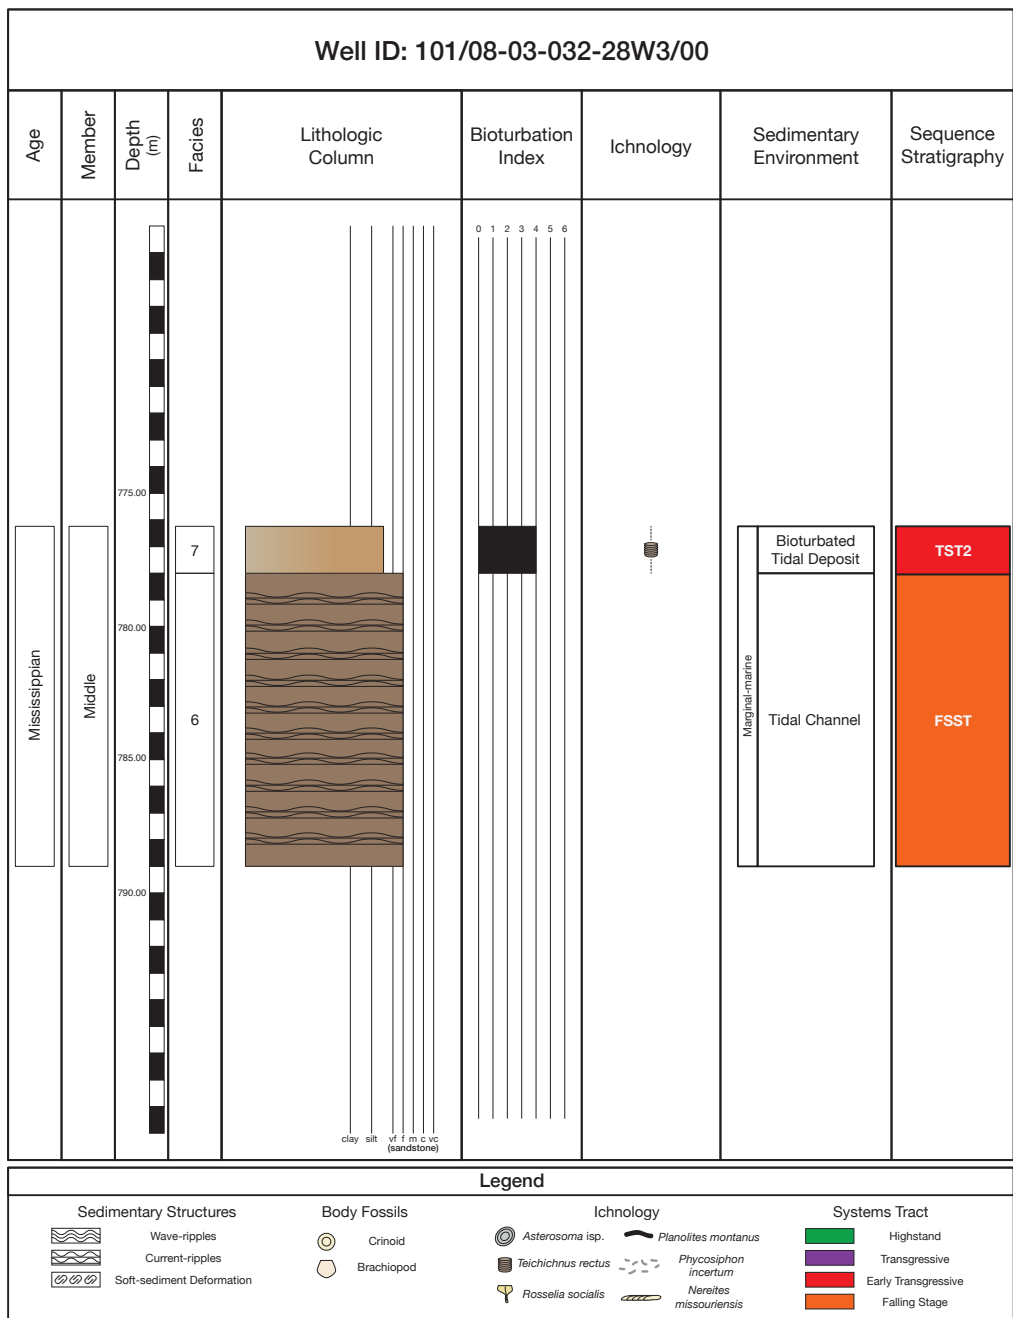 Well ID: 101/08-03-032-28W3/00
Age
Member
Depth
(m)
Facies
Lithologic
Column
Bioturbation
Index
Ichnology
Sedimentary
Environment
Sequence
Stratigraphy
0 1 2 3 4 5 6
775.00
780.00
785.00
790.00
Mississippian
Middle
7
6
Marginal-marine
Bioturbated
Tidal Deposit
Tidal Channel
TST2
FSST
clay silt vf f m c vc
(sandstone)
Legend
Sedimentary Structures
Wave-ripples
Current-ripples
Soft-sediment Deformation
Body Fossils
Crinoid
Brachiopod
Ichnology
Asterosoma isp.
Teichichnus rectus
Rosselia socialis
Planolites montanus
Phycosiphon
incertum
Nereites
missouriensis
Systems Tract
Highstand
Transgressive
Early Transgressive
Falling Stage